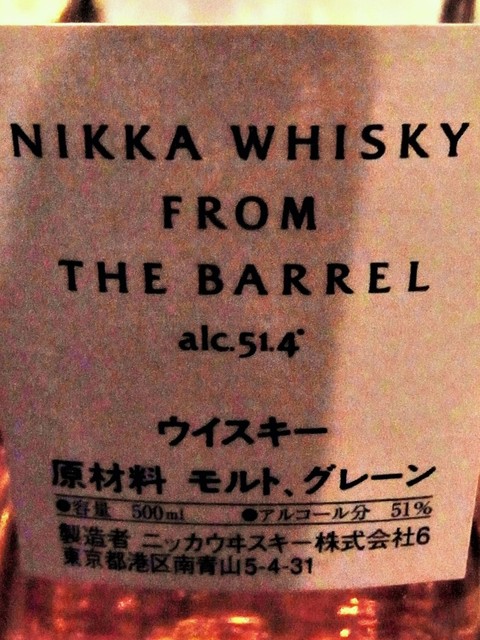 NIKKA WHISKY
FROM
THE BARREL
alc.51.4°
ウイスキー
原材料 モルト、グレーン
●容量 500ml ●アルコール分 51%
製造者 ニッカウヰスキー株式会社6
東京都港区南青山5-4-31